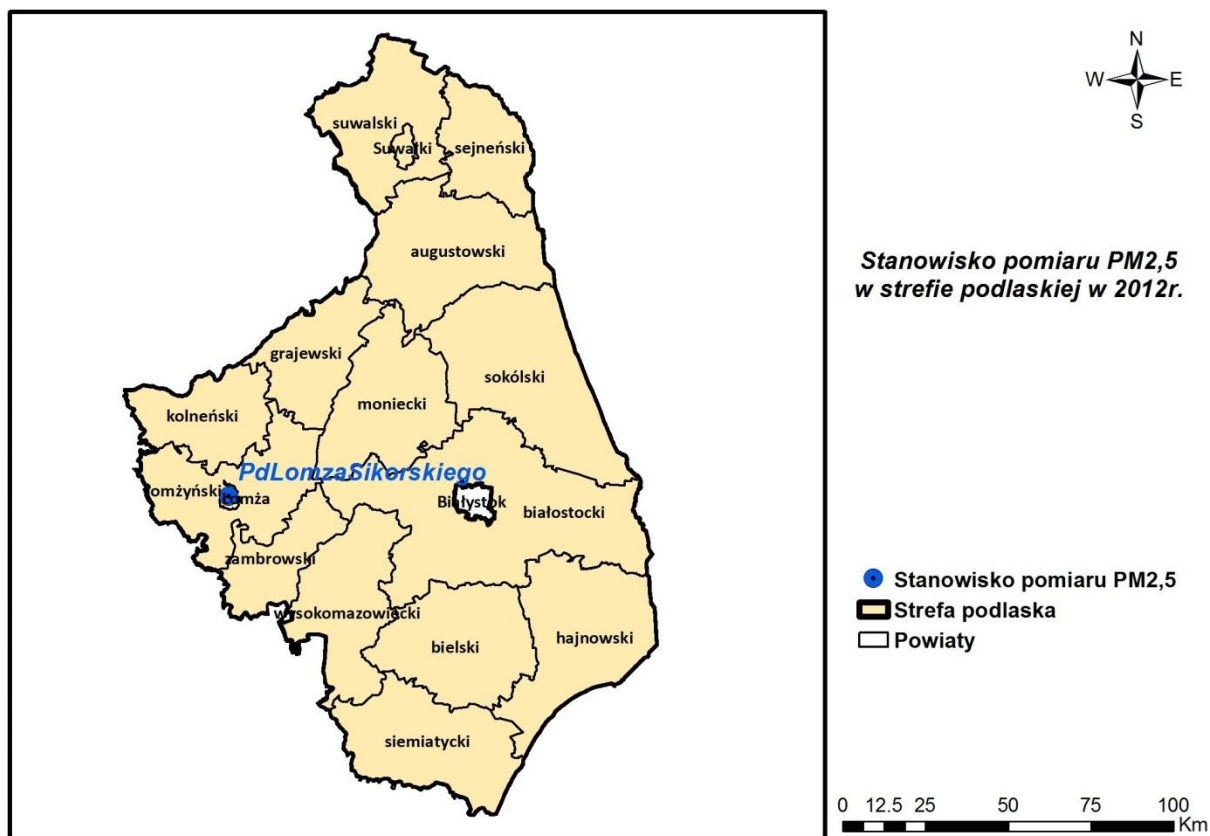 suwalski
Suwałki
sejneński
augustowski
grajewski
sokólski
kolneński
moniecki
PdLomzaSikorskiego
łomżyński
Łomża
Białystok
białostocki
zambrowski
wysokomazowiecki
bielski
hajnowski
siemiatycki
N
W E
S
Stanowisko pomiaru PM2,5
w strefie podlaskiej w 2012r.
Stanowisko pomiaru PM2,5
Strefa podlaska
Powiaty
0 12.5 25 50 75 100
Km